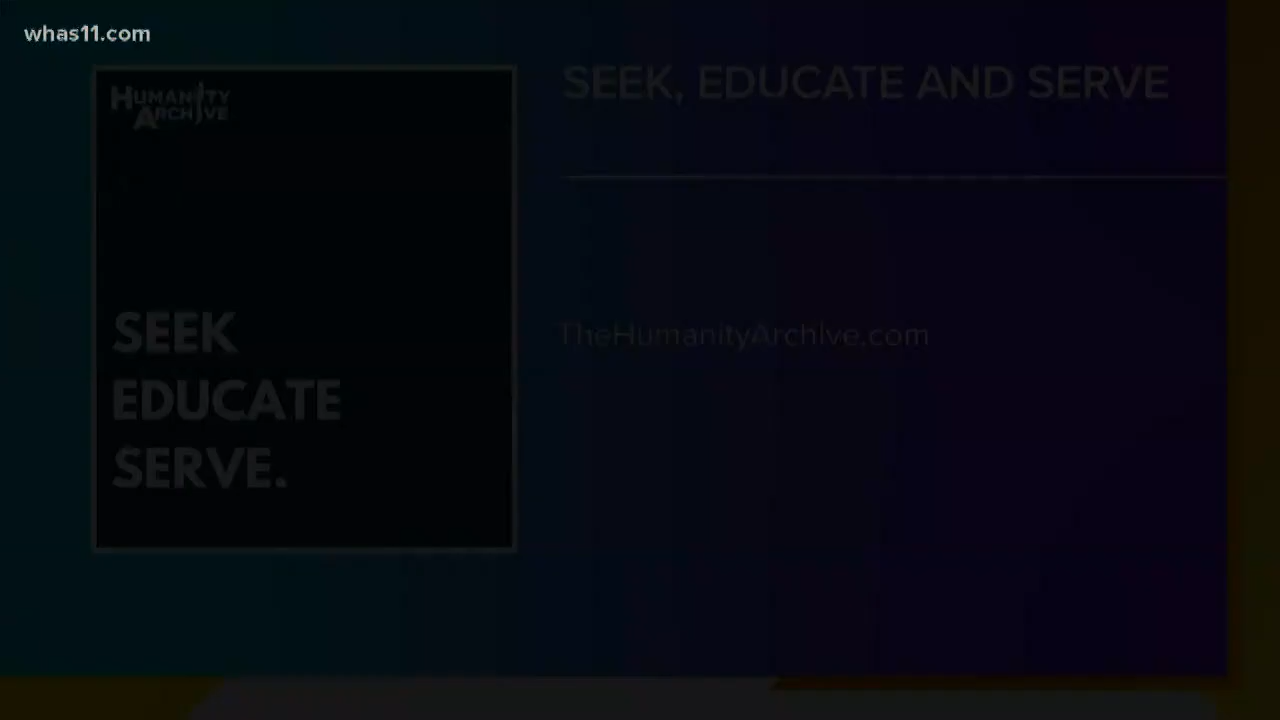 whas11.com
HUMANITY
ARCHIVE
SEEK
EDUCATE
SERVE.
SEEK, EDUCATE AND SERVE
TheHumanityArchIve.com